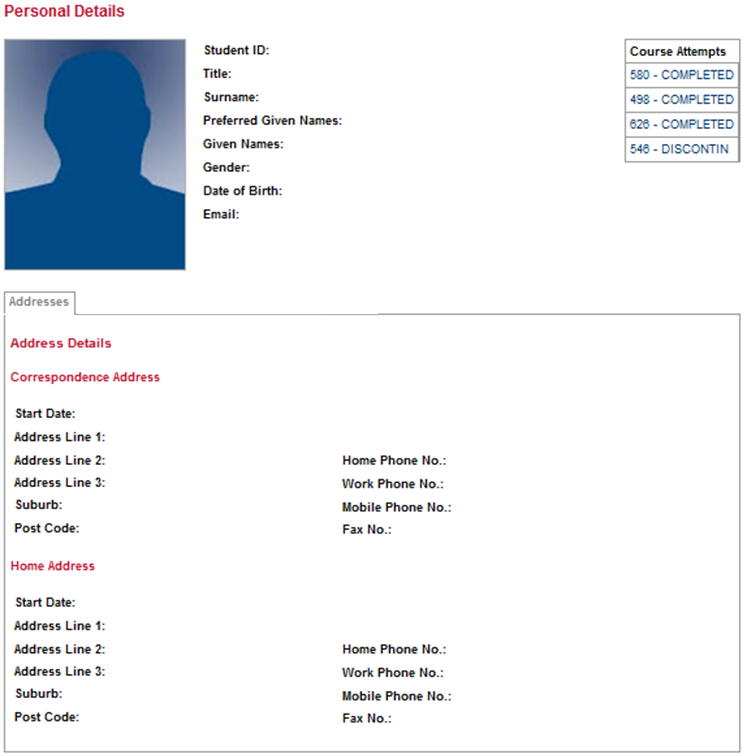 Personal Details
Student ID:
Title:
Surname:
Preferred Given Names:
Given Names:
Gender:
Date of Birth:
Email:
Course Attempts
580 - COMPLETED
498 - COMPLETED
626 - COMPLETED
546 - DISCONTIN
Addresses
Address Details
Correspondence Address
Start Date:
Address Line 1:
Address Line 2: Home Phone No.:
Address Line 3: Work Phone No.:
Suburb: Mobile Phone No.:
Post Code: Fax No.:
Home Address
Start Date:
Address Line 1:
Address Line 2: Home Phone No.:
Address Line 3: Work Phone No.:
Suburb: Mobile Phone No.:
Post Code: Fax No.: